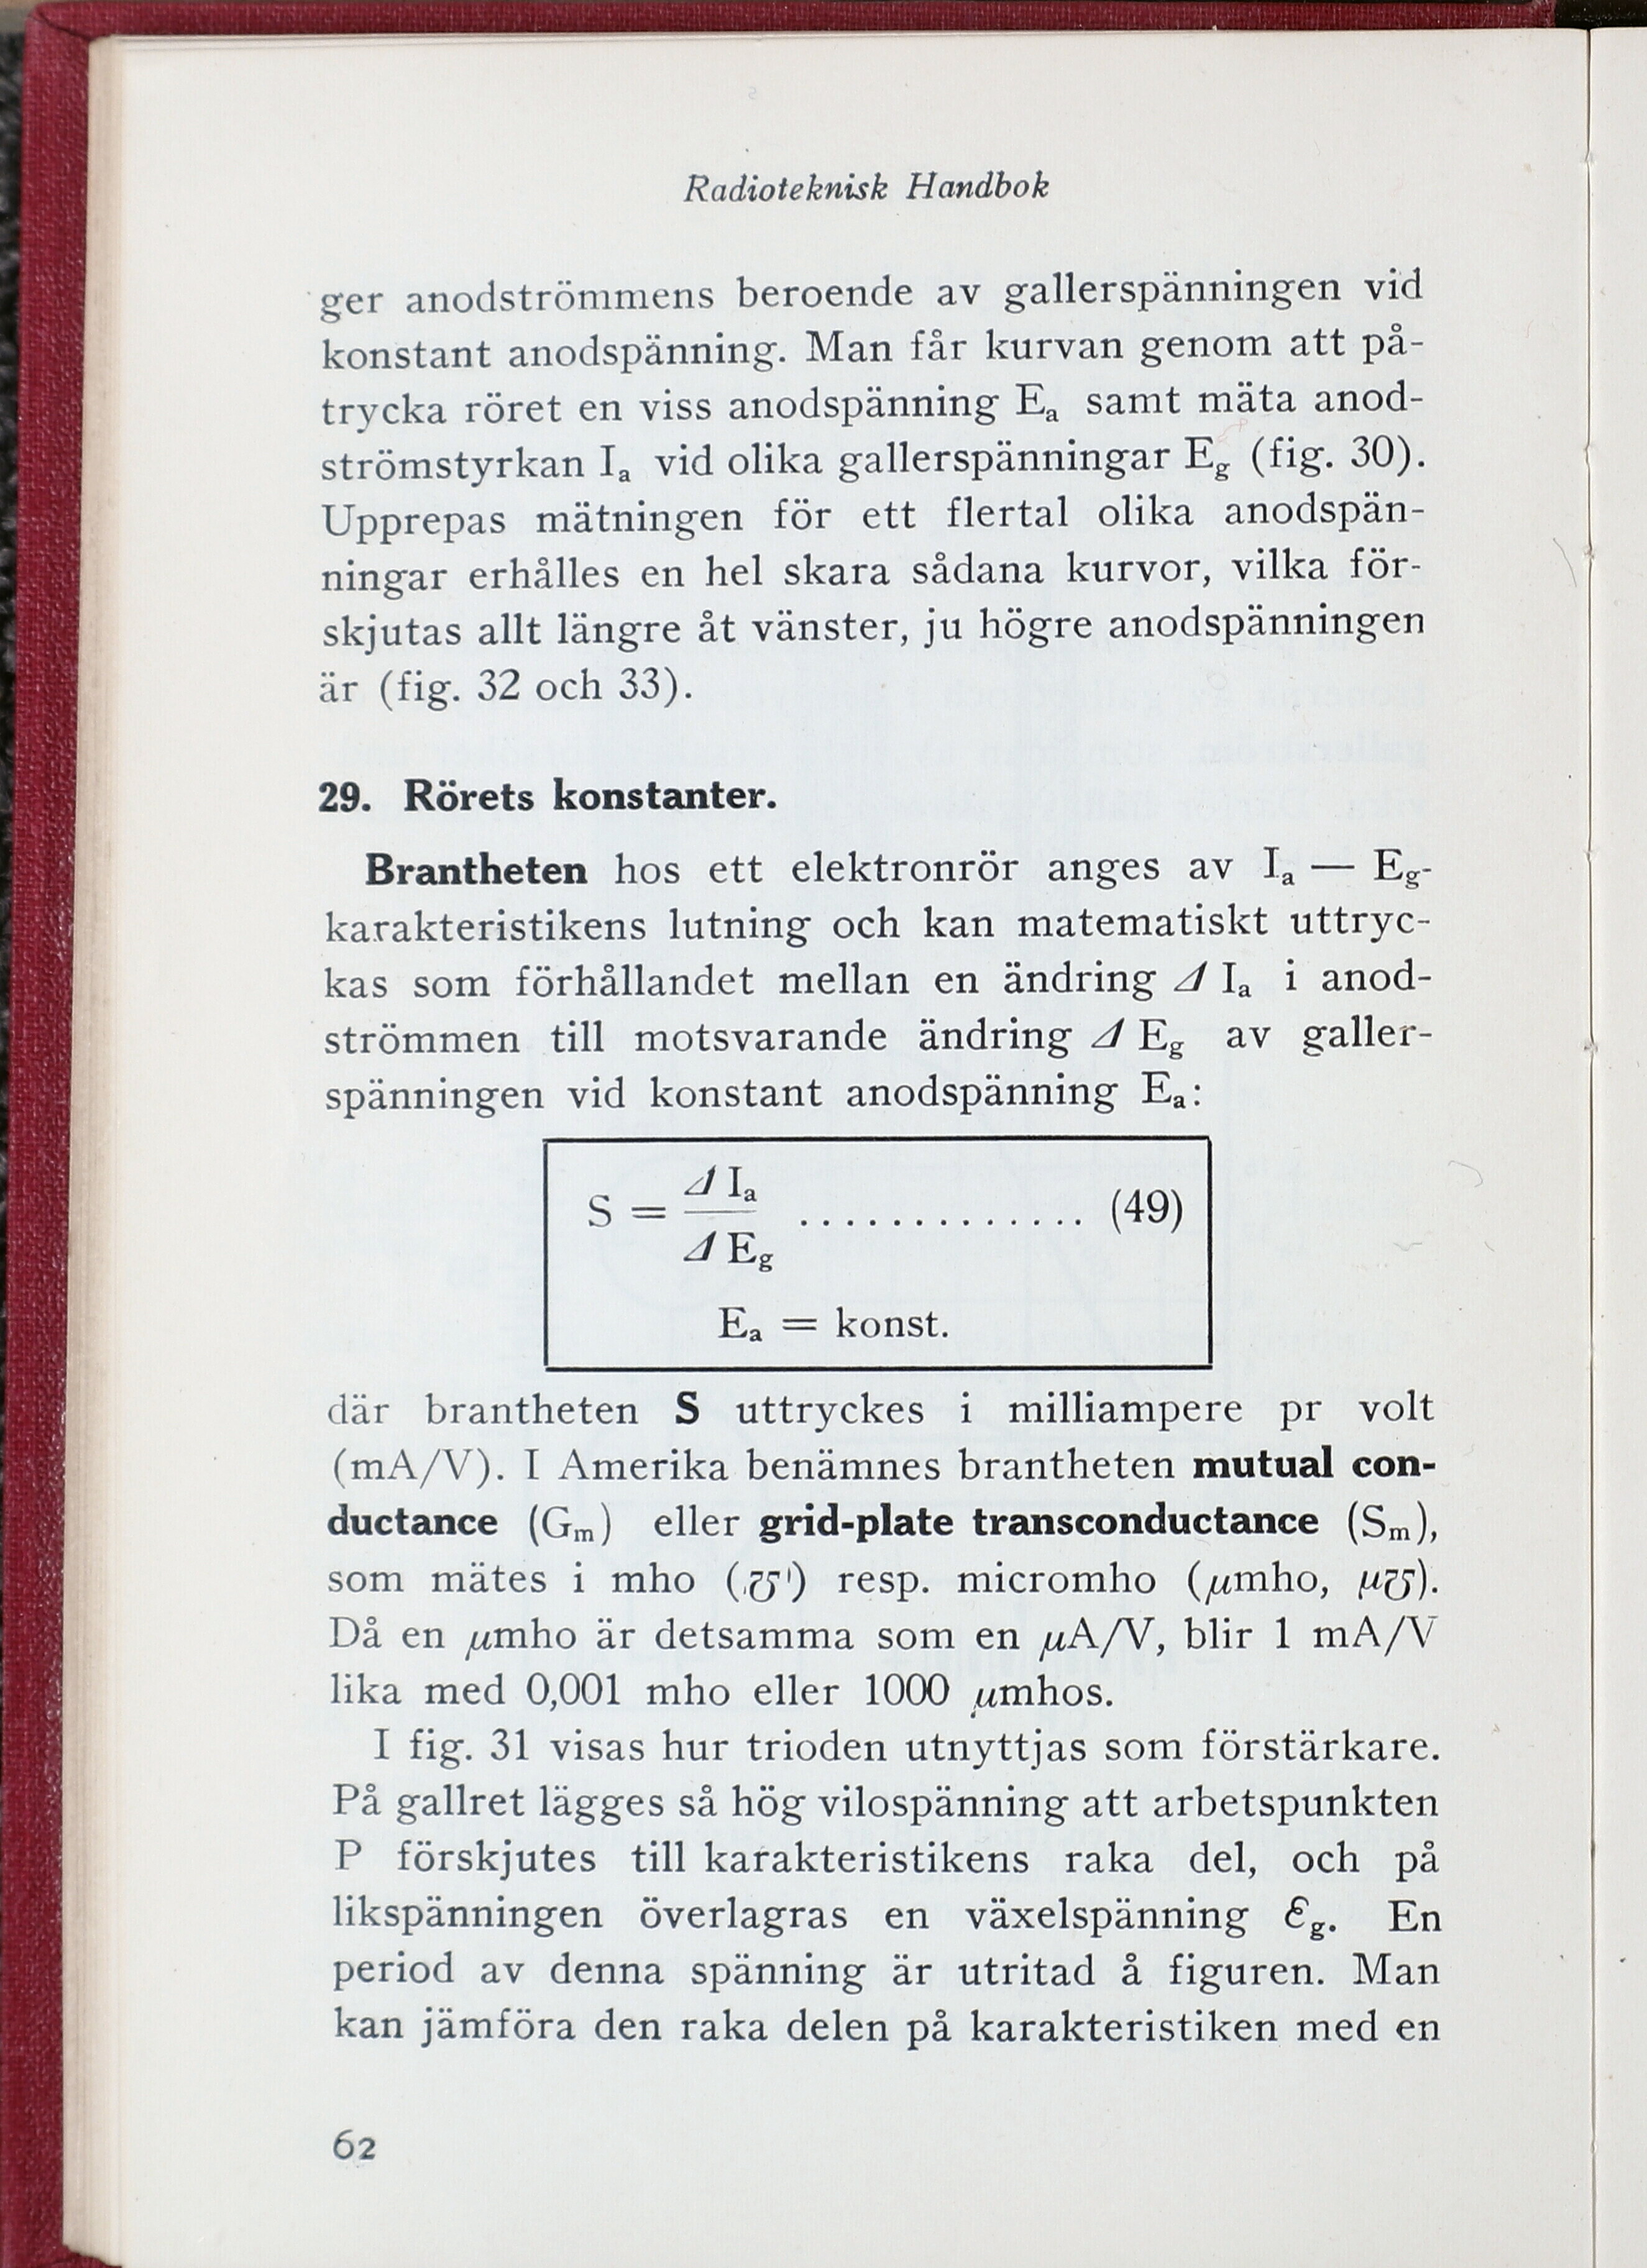 Radioteknisk Handbok
ger anodströmmens beroende av gallerspänningen vid
konstant anodspänning. Man får kurvan genom att på-
trycka röret en viss anodspänning Eₐ samt mäta anod-
strömstyrkan Iₐ vid olika gallerspänningar E_g (fig. 30).
Upprepas mätningen för ett flertal olika anodspän-
ningar erhålles en hel skara sådana kurvor, vilka för-
skjutas allt längre åt vänster, ju högre anodspänningen
är (fig. 32 och 33).
29. Rörets konstanter.
Brantheten hos ett elektronrör anges av Iₐ — E_g-
karakteristikens lutning och kan matematiskt uttryc-
kas som förhållandet mellan en ändring Δ Iₐ i anod-
strömmen till motsvarande ändring Δ E_g av galler-
spänningen vid konstant anodspänning Eₐ:
S = Δ Iₐ / Δ E_g .............. (49)
Eₐ = konst.
där brantheten S uttryckes i milliampere pr volt
(mA/V). I Amerika benämnes brantheten mutual con-
ductance (Gₘ) eller grid-plate transconductance (Sₘ),
som mätes i mho (℧) resp. micromho (μmho, μ℧).
Då en μmho är detsamma som en μA/V, blir 1 mA/V
lika med 0,001 mho eller 1000 μmhos.
I fig. 31 visas hur trioden utnyttjas som förstärkare.
På gallret lägges så hög vilospänning att arbetspunkten
P förskjutes till karakteristikens raka del, och på
likspänningen överlagras en växelspänning ℰ_g. En
period av denna spänning är utritad å figuren. Man
kan jämföra den raka delen på karakteristiken med en
62